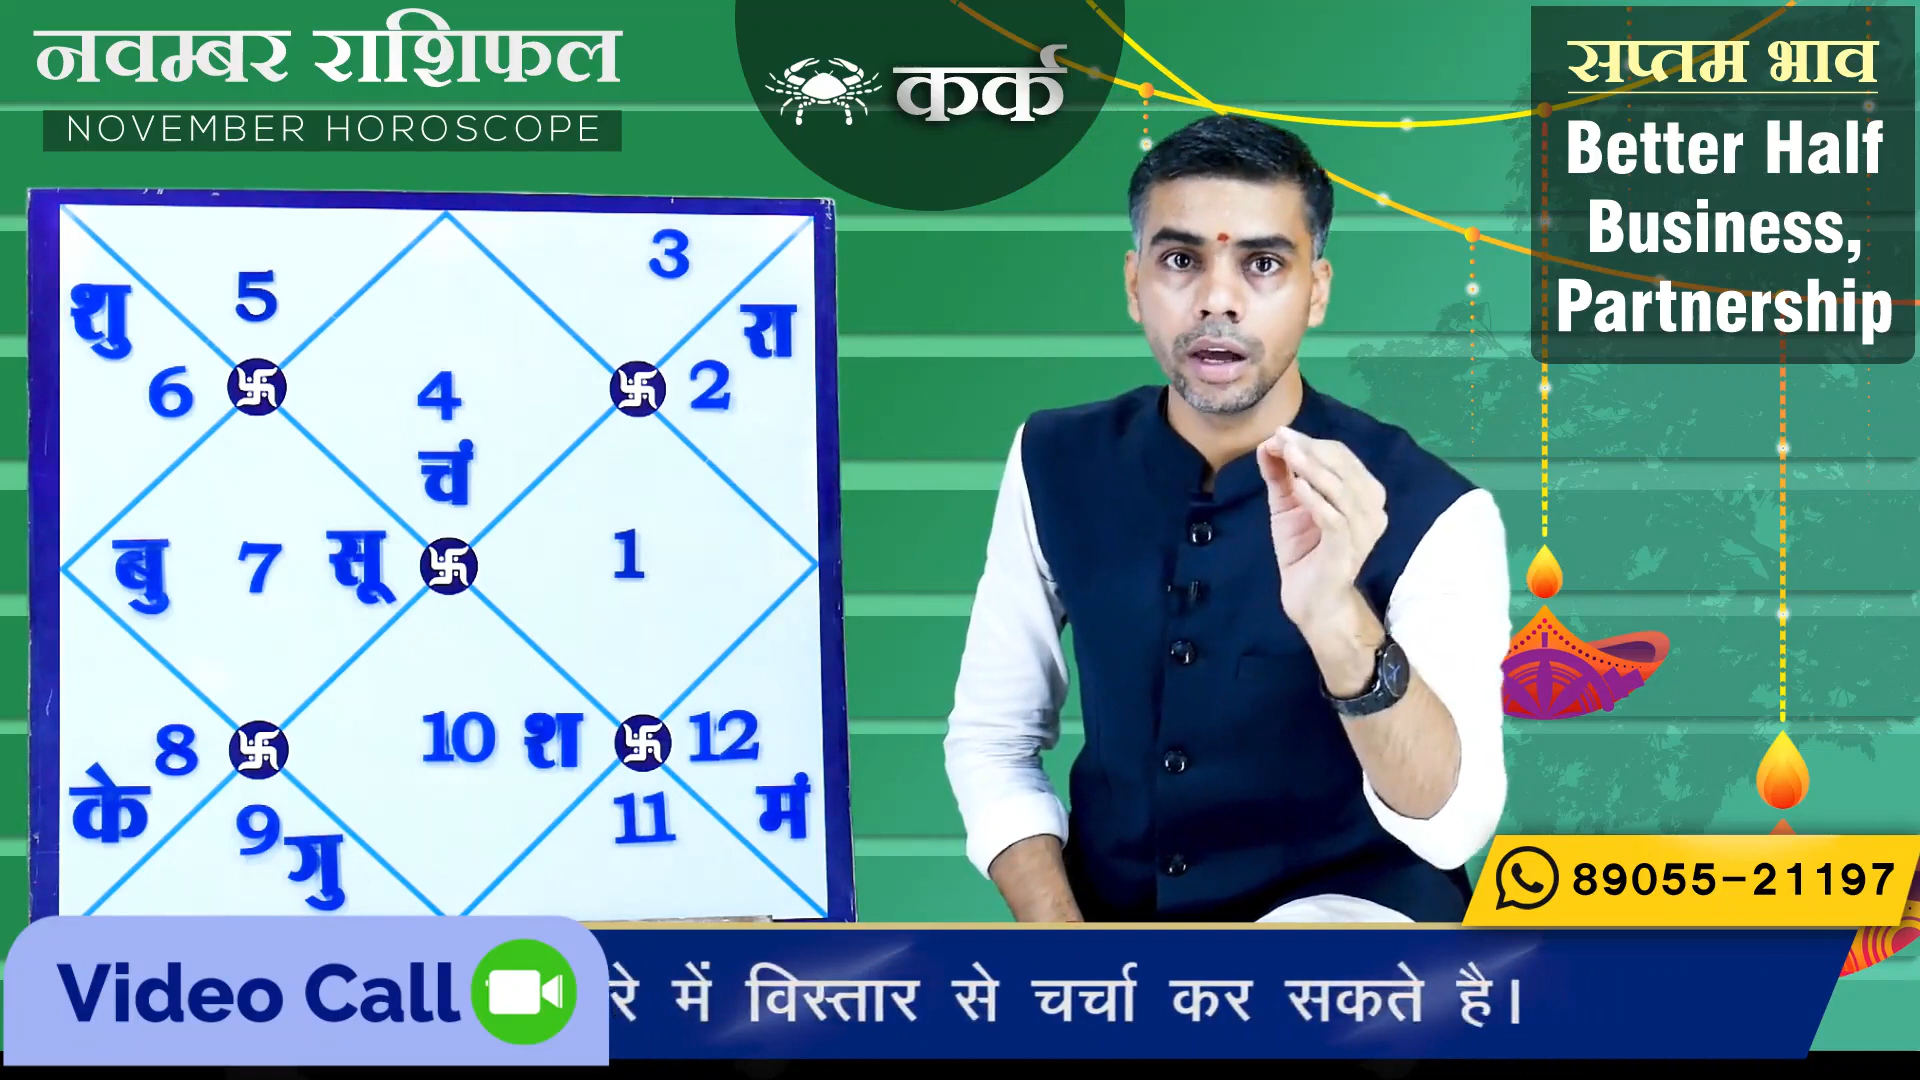 नवम्बर राशिफल
NOVEMBER HOROSCOPE
कर्क
सप्तम भाव
Better Half
Business,
Partnership
3
5
शु
रा
6
4
2
चं
बु 7 सू
1
8
10 श
12
के
9
गु
11
मं
89055-21197
Video Call
रे में विस्तार से चर्चा कर सकते है।